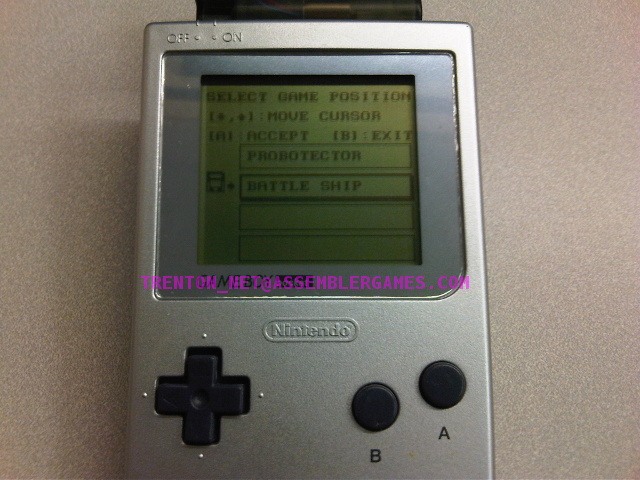 OFF ON
SELECT GAME POSITION
(↑,↓):MOVE CURSOR
(A):ACCEPT (B):EXIT
PROBOTECTOR
BATTLE SHIP
TRENTON_NET@ASSEMBLERGAMES.COM
Nintendo
B A